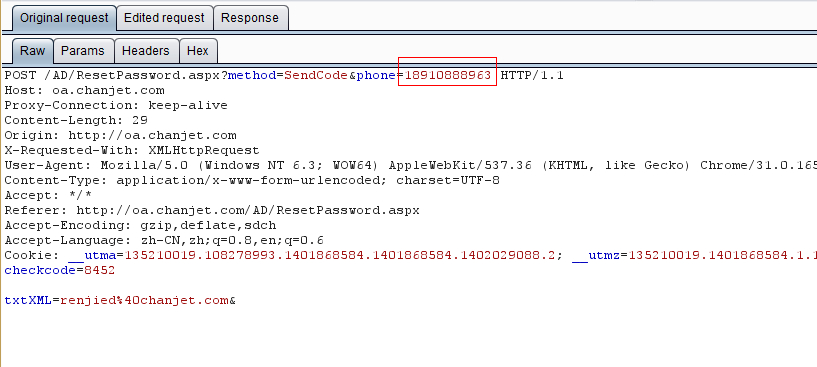 Original request Edited request Response
Raw Params Headers Hex
POST /AD/ResetPassword.aspx?method=SendCode&phone=18910888963 HTTP/1.1
Host: oa.chanjet.com
Proxy-Connection: keep-alive
Content-Length: 29
Origin: http://oa.chanjet.com
X-Requested-With: XMLHttpRequest
User-Agent: Mozilla/5.0 (Windows NT 6.3; WOW64) AppleWebKit/537.36 (KHTML, like Gecko) Chrome/31.0.165
Content-Type: application/x-www-form-urlencoded; charset=UTF-8
Accept: */*
Referer: http://oa.chanjet.com/AD/ResetPassword.aspx
Accept-Encoding: gzip,deflate,sdch
Accept-Language: zh-CN,zh;q=0.8,en;q=0.6
Cookie: __utma=135210019.108278993.1401868584.1401868584.1402029088.2; __utmz=135210019.1401868584.1.1
checkcode=8452
txtXML=renjied%40chanjet.com&